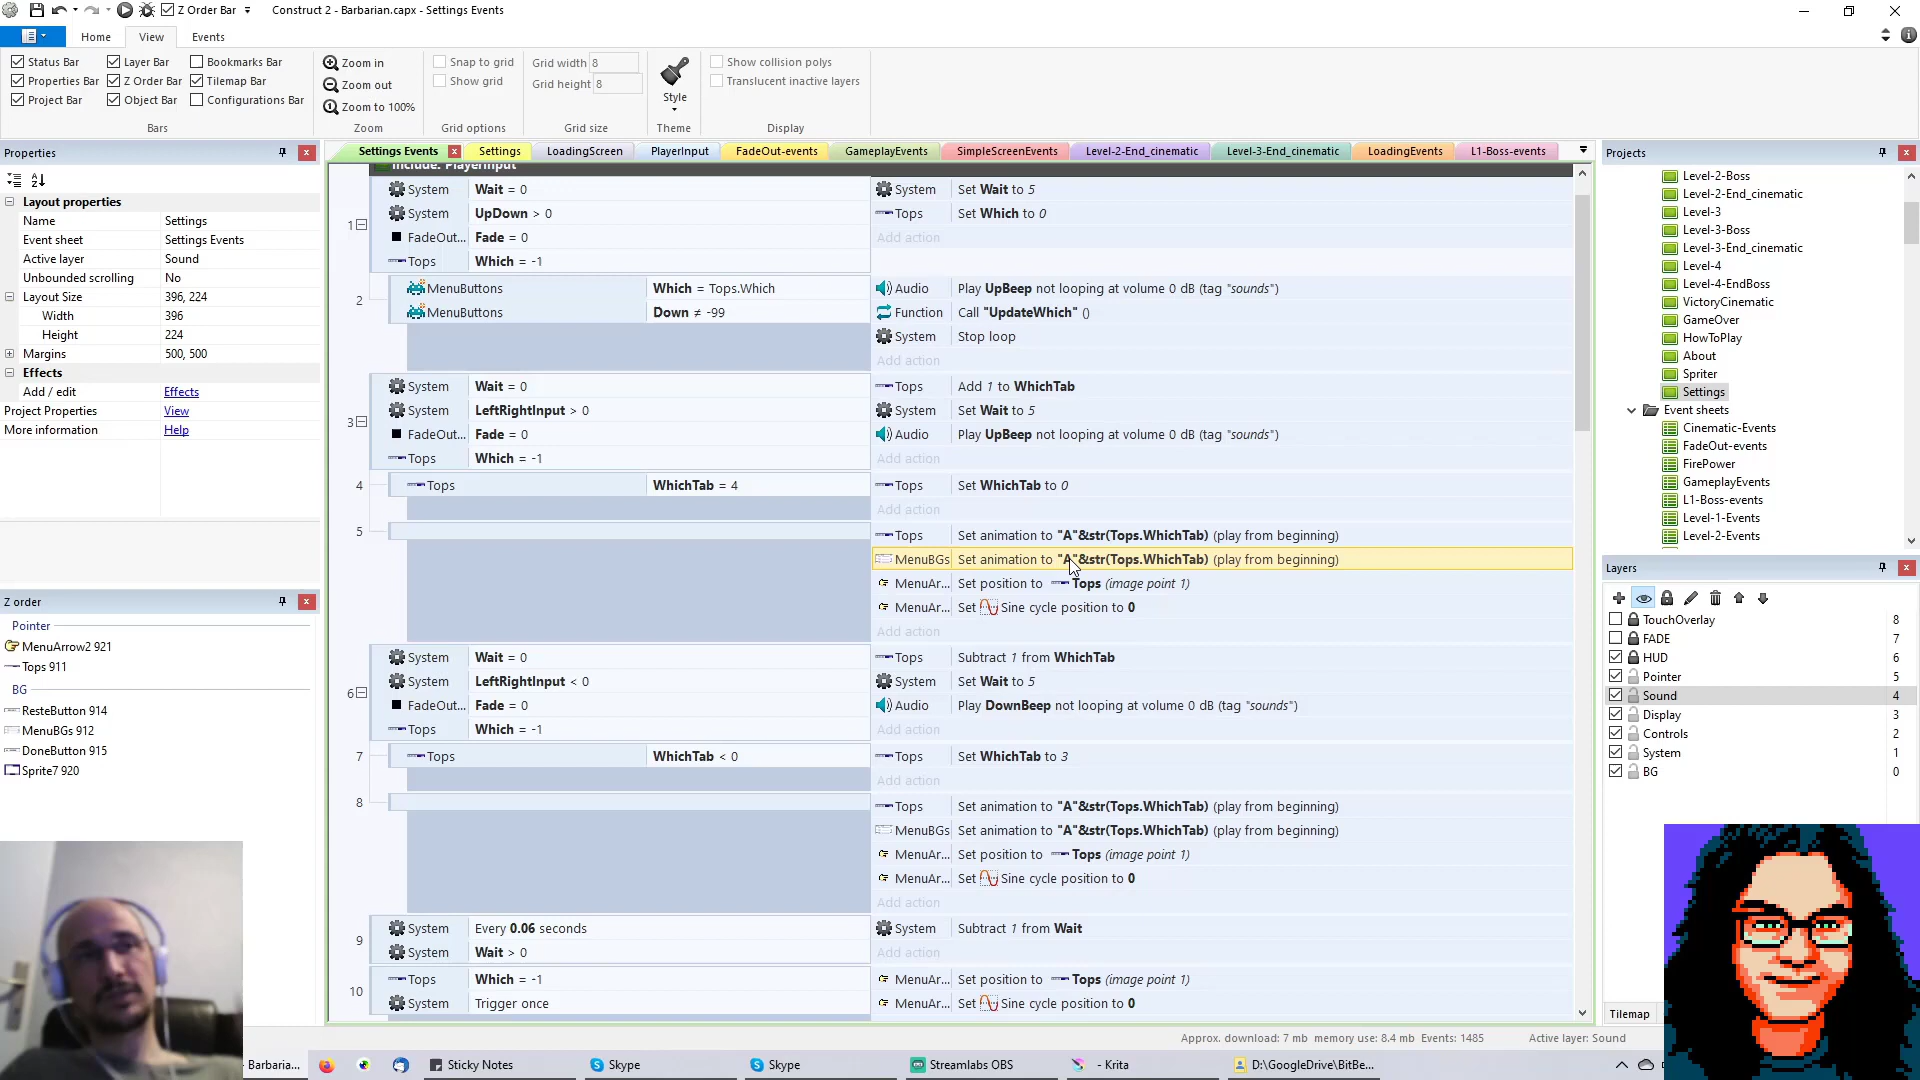 Z Order Bar
Construct 2 - Barbarian.capx - Settings Events
Home
View
Events
Status Bar
Layer Bar
Bookmarks Bar
Properties Bar
Z Order Bar
Tilemap Bar
Project Bar
Object Bar
Configurations Bar
Bars
Zoom in
Zoom out
Zoom to 100%
Zoom
Snap to grid
Show grid
Grid options
Grid width 8
Grid height 8
Grid size
Style
Theme
Show collision polys
Translucent inactive layers
Display
Properties
Layout properties
Name Settings
Event sheet Settings Events
Active layer Sound
Unbounded scrolling No
Layout Size 396, 224
Width 396
Height 224
Margins 500, 500
Effects
Add / edit Effects
Project Properties View
More information Help
Z order
Pointer
MenuArrow2 921
Tops 911
BG
ResteButton 914
MenuBGs 912
DoneButton 915
Sprite7 920
Settings Events
Settings
LoadingScreen
PlayerInput
FadeOut-events
GameplayEvents
SimpleScreenEvents
Level-2-End_cinematic
Level-3-End_cinematic
LoadingEvents
L1-Boss-events
Include: PlayerInput
1
System Wait = 0
System UpDown > 0
FadeOut... Fade = 0
Tops Which = -1
System Set Wait to 5
Tops Set Which to 0
Add action
2
MenuButtons Which = Tops.Which
MenuButtons Down ≠ -99
Audio Play UpBeep not looping at volume 0 dB (tag "sounds")
Function Call "UpdateWhich" ()
System Stop loop
Add action
3
System Wait = 0
System LeftRightInput > 0
FadeOut... Fade = 0
Tops Which = -1
Tops Add 1 to WhichTab
System Set Wait to 5
Audio Play UpBeep not looping at volume 0 dB (tag "sounds")
Add action
4
Tops WhichTab = 4
Tops Set WhichTab to 0
Add action
5
Tops Set animation to "A"&str(Tops.WhichTab) (play from beginning)
MenuBGs Set animation to "A"&str(Tops.WhichTab) (play from beginning)
MenuAr... Set position to Tops (image point 1)
MenuAr... Set Sine cycle position to 0
Add action
6
System Wait = 0
System LeftRightInput < 0
FadeOut... Fade = 0
Tops Which = -1
Tops Subtract 1 from WhichTab
System Set Wait to 5
Audio Play DownBeep not looping at volume 0 dB (tag "sounds")
Add action
7
Tops WhichTab < 0
Tops Set WhichTab to 3
Add action
8
Tops Set animation to "A"&str(Tops.WhichTab) (play from beginning)
MenuBGs Set animation to "A"&str(Tops.WhichTab) (play from beginning)
MenuAr... Set position to Tops (image point 1)
MenuAr... Set Sine cycle position to 0
Add action
9
System Every 0.06 seconds
System Wait > 0
System Subtract 1 from Wait
Add action
10
Tops Which = -1
System Trigger once
MenuAr... Set position to Tops (image point 1)
MenuAr... Set Sine cycle position to 0
Projects
Level-2-Boss
Level-2-End_cinematic
Level-3
Level-3-Boss
Level-3-End_cinematic
Level-4
Level-4-EndBoss
VictoryCinematic
GameOver
HowToPlay
About
Spriter
Settings
Event sheets
Cinematic-Events
FadeOut-events
FirePower
GameplayEvents
L1-Boss-events
Level-1-Events
Level-2-Events
Layers
TouchOverlay 8
FADE 7
HUD 6
Pointer 5
Sound 4
Display 3
Controls 2
System 1
BG 0
Tilemap
Approx. download: 7 mb memory use: 8.4 mb Events: 1485 Active layer: Sound
Barbaria...
Sticky Notes
Skype
Skype
Streamlabs OBS
- Krita
D:\GoogleDrive\BitBe...